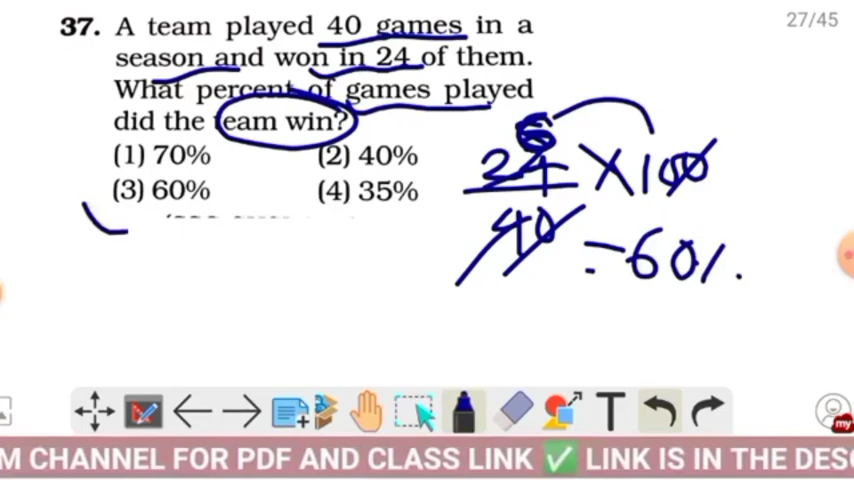 27/45
37. A team played 40 games in a
season and won in 24 of them.
What percent of games played
did the team win?
(1) 70% (2) 40%
(3) 60% (4) 35%
6
24 × 100
40
= 60%.
T
my
M CHANNEL FOR PDF AND CLASS LINK ✅ LINK IS IN THE DESC